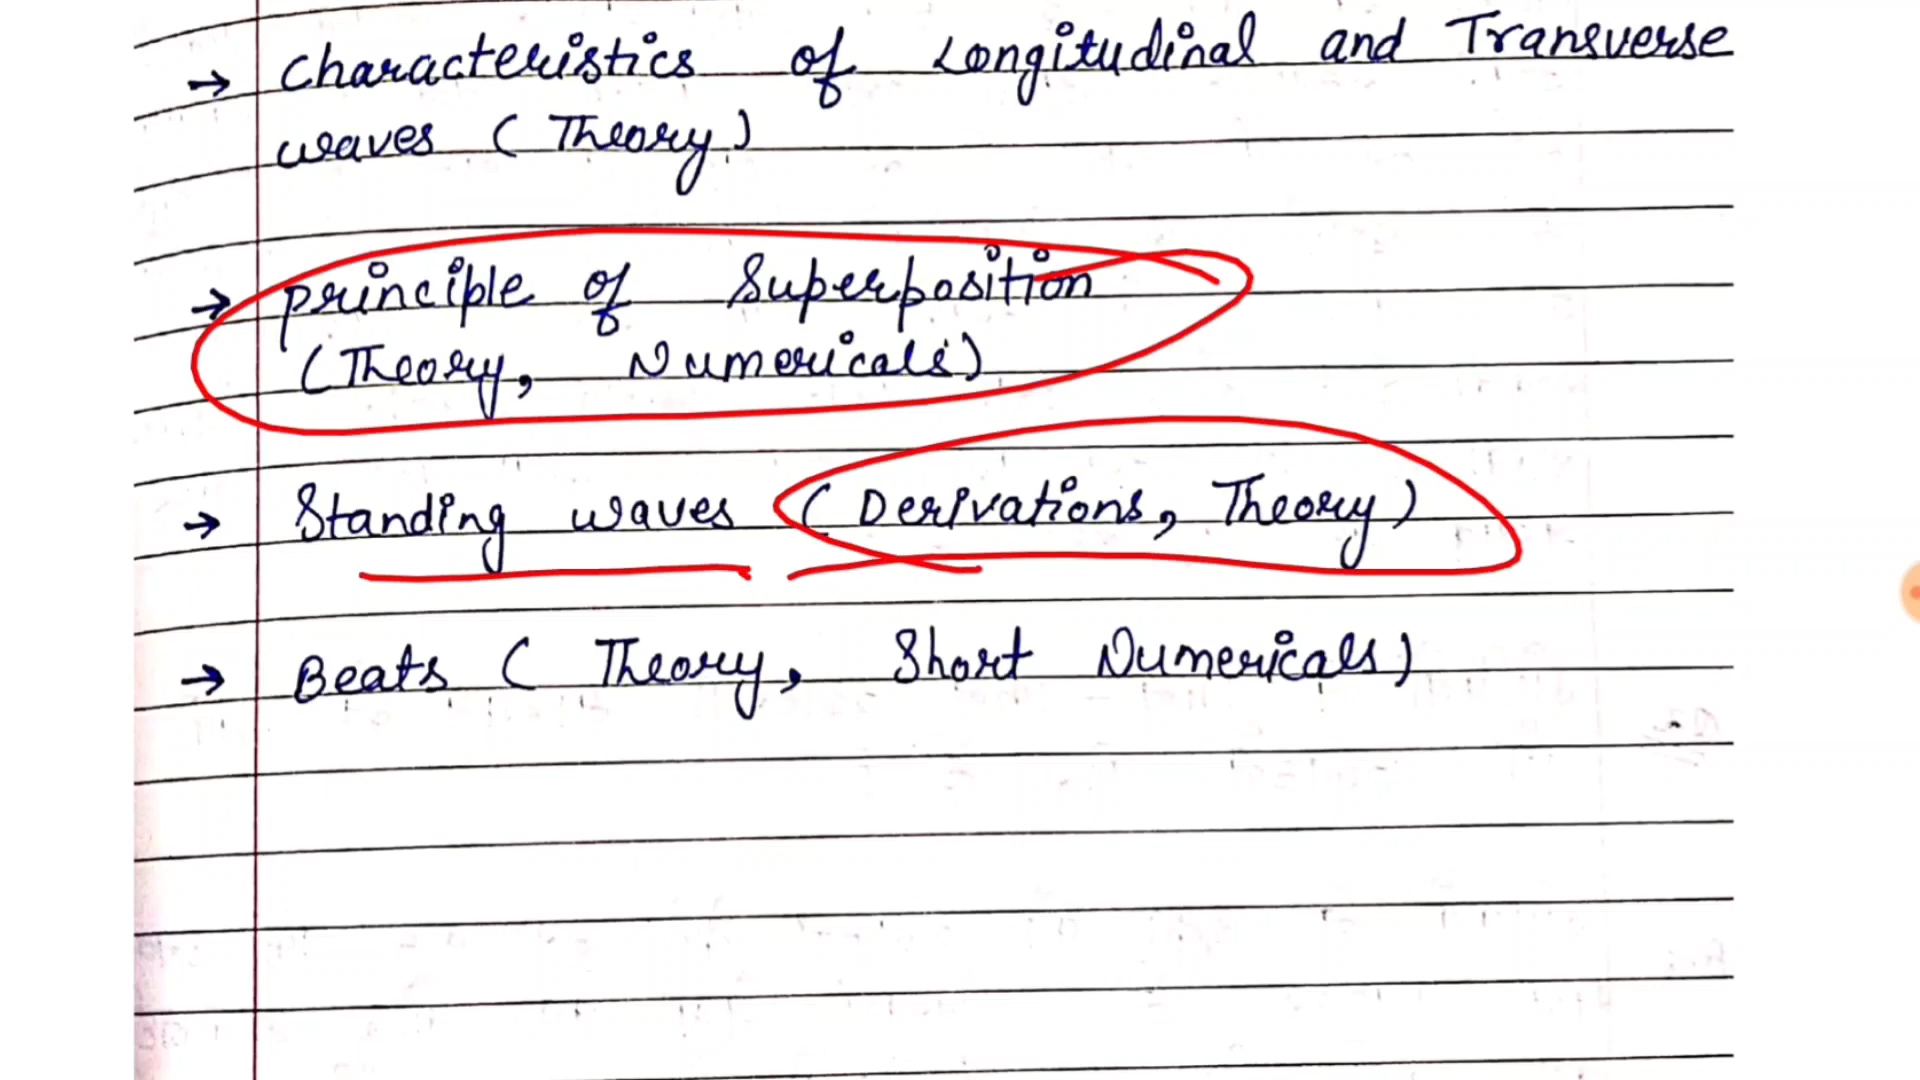 → Characteristics of Longitudinal and Transverse
waves (Theory)
→ principle of Superposition
(Theory, Numericals)
→ Standing waves (Derivations, Theory)
→ Beats (Theory, Short Numericals)